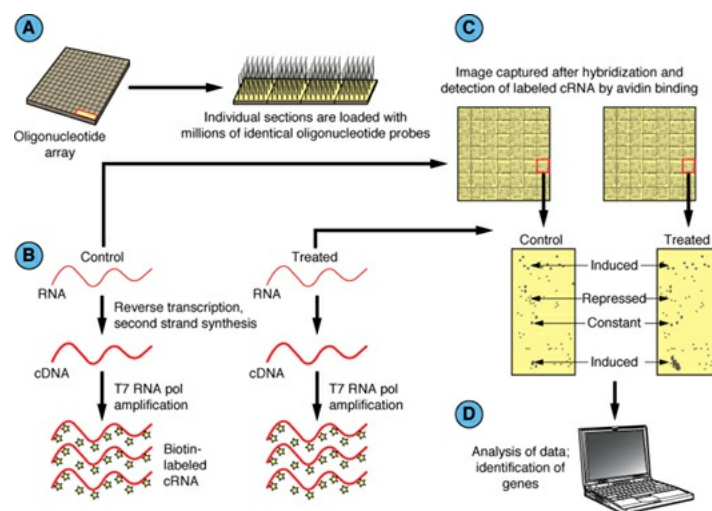 A
Oligonucleotide
array
Individual sections are loaded with
millions of identical oligonucleotide probes
C
Image captured after hybridization and
detection of labeled cRNA by avidin binding
B
Control
RNA
Reverse transcription,
second strand synthesis
cDNA
T7 RNA pol
amplification
Biotin-
labeled
cRNA
Treated
RNA
cDNA
T7 RNA pol
amplification
Control
Treated
Induced
Repressed
Constant
Induced
D
Analysis of data;
identification of
genes